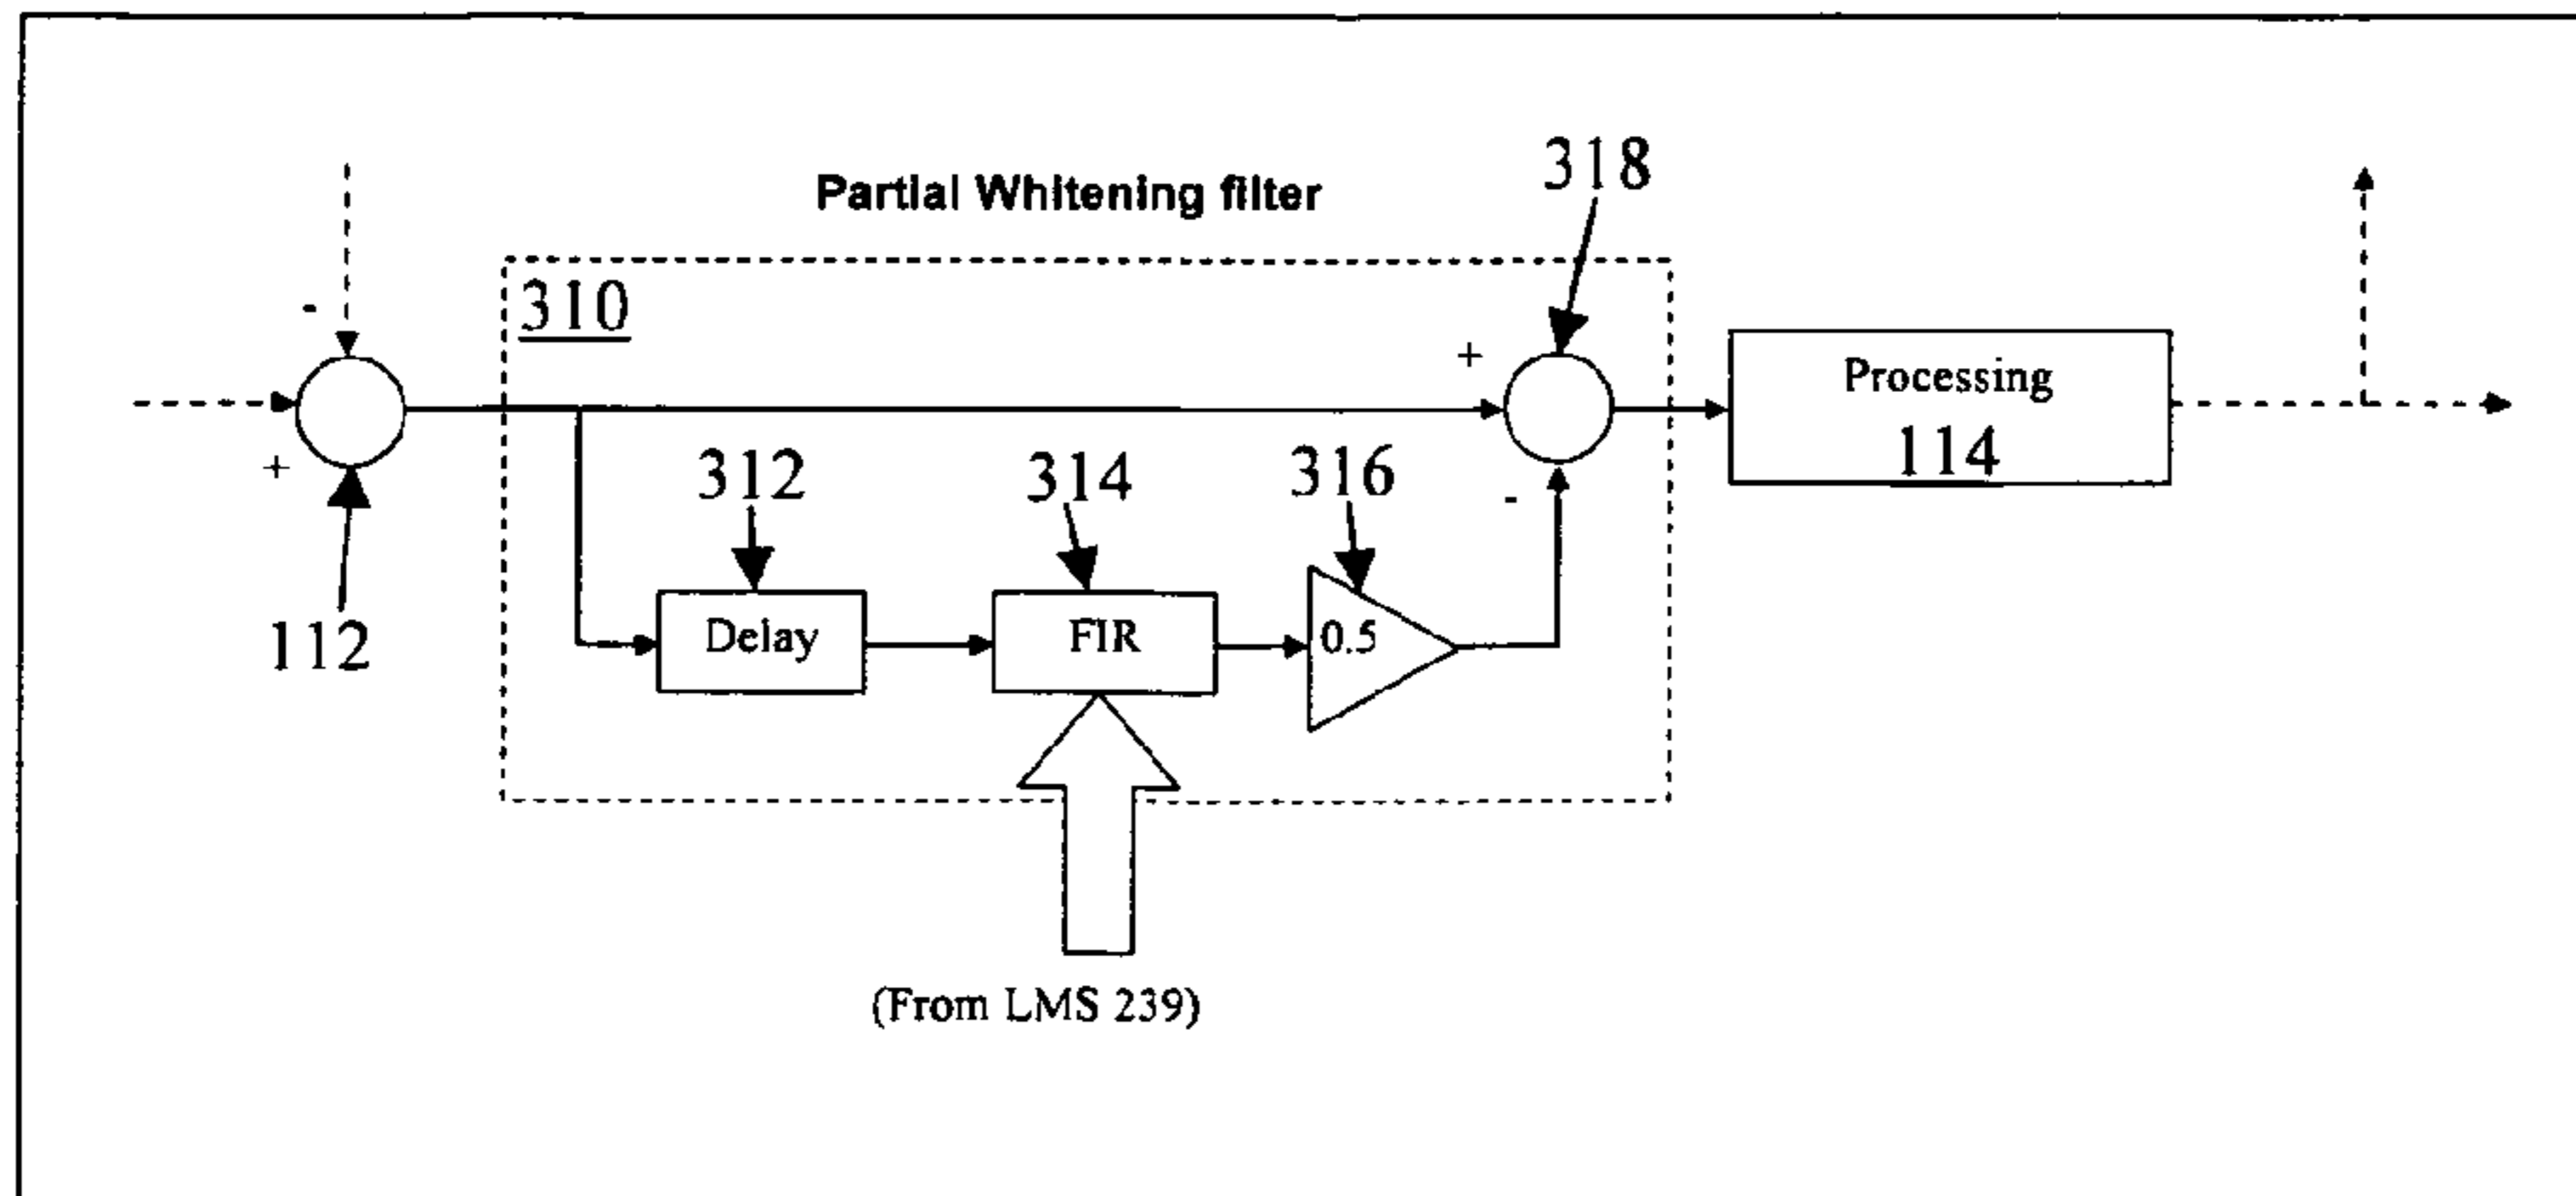 318
Partial Whitening filter
310
-
+
Processing
114
+
312
314
316
-
Delay
FIR
0.5
112
(From LMS 239)